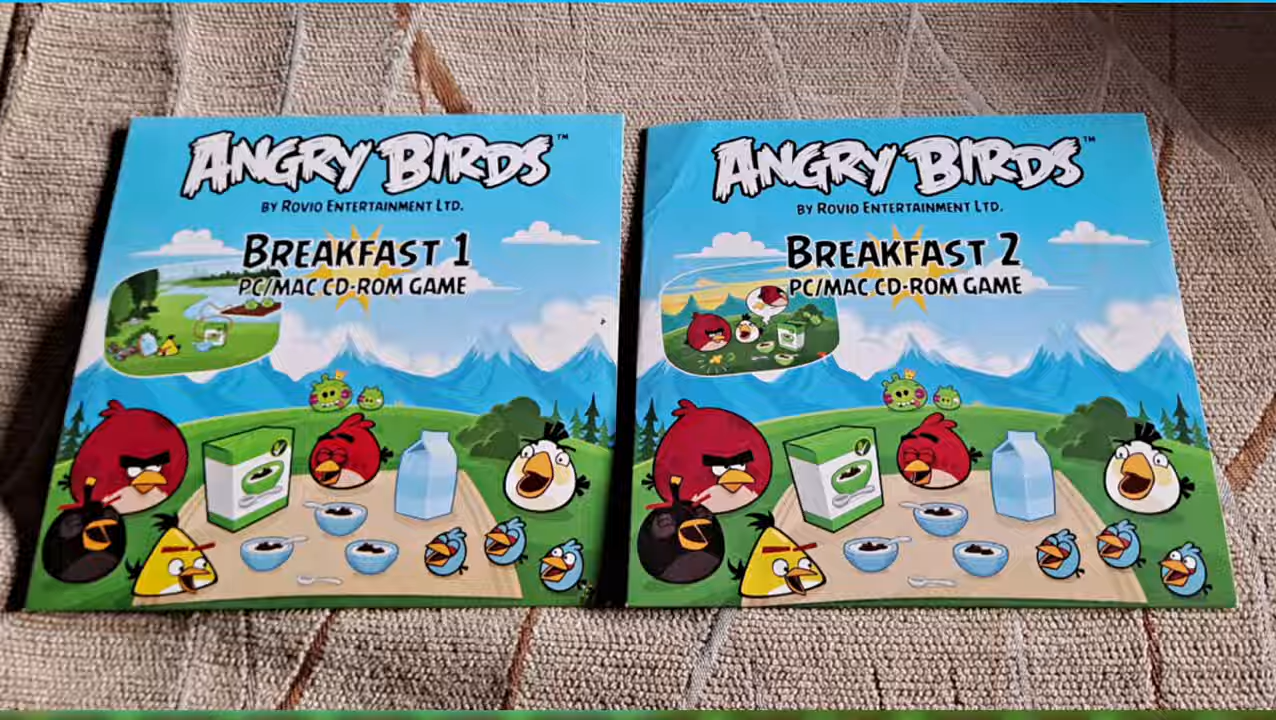 ANGRY BIRDS™
BY ROVIO ENTERTAINMENT LTD.
BREAKFAST 1
PC/MAC CD-ROM GAME
ANGRY BIRDS™
BY ROVIO ENTERTAINMENT LTD.
BREAKFAST 2
PC/MAC CD-ROM GAME